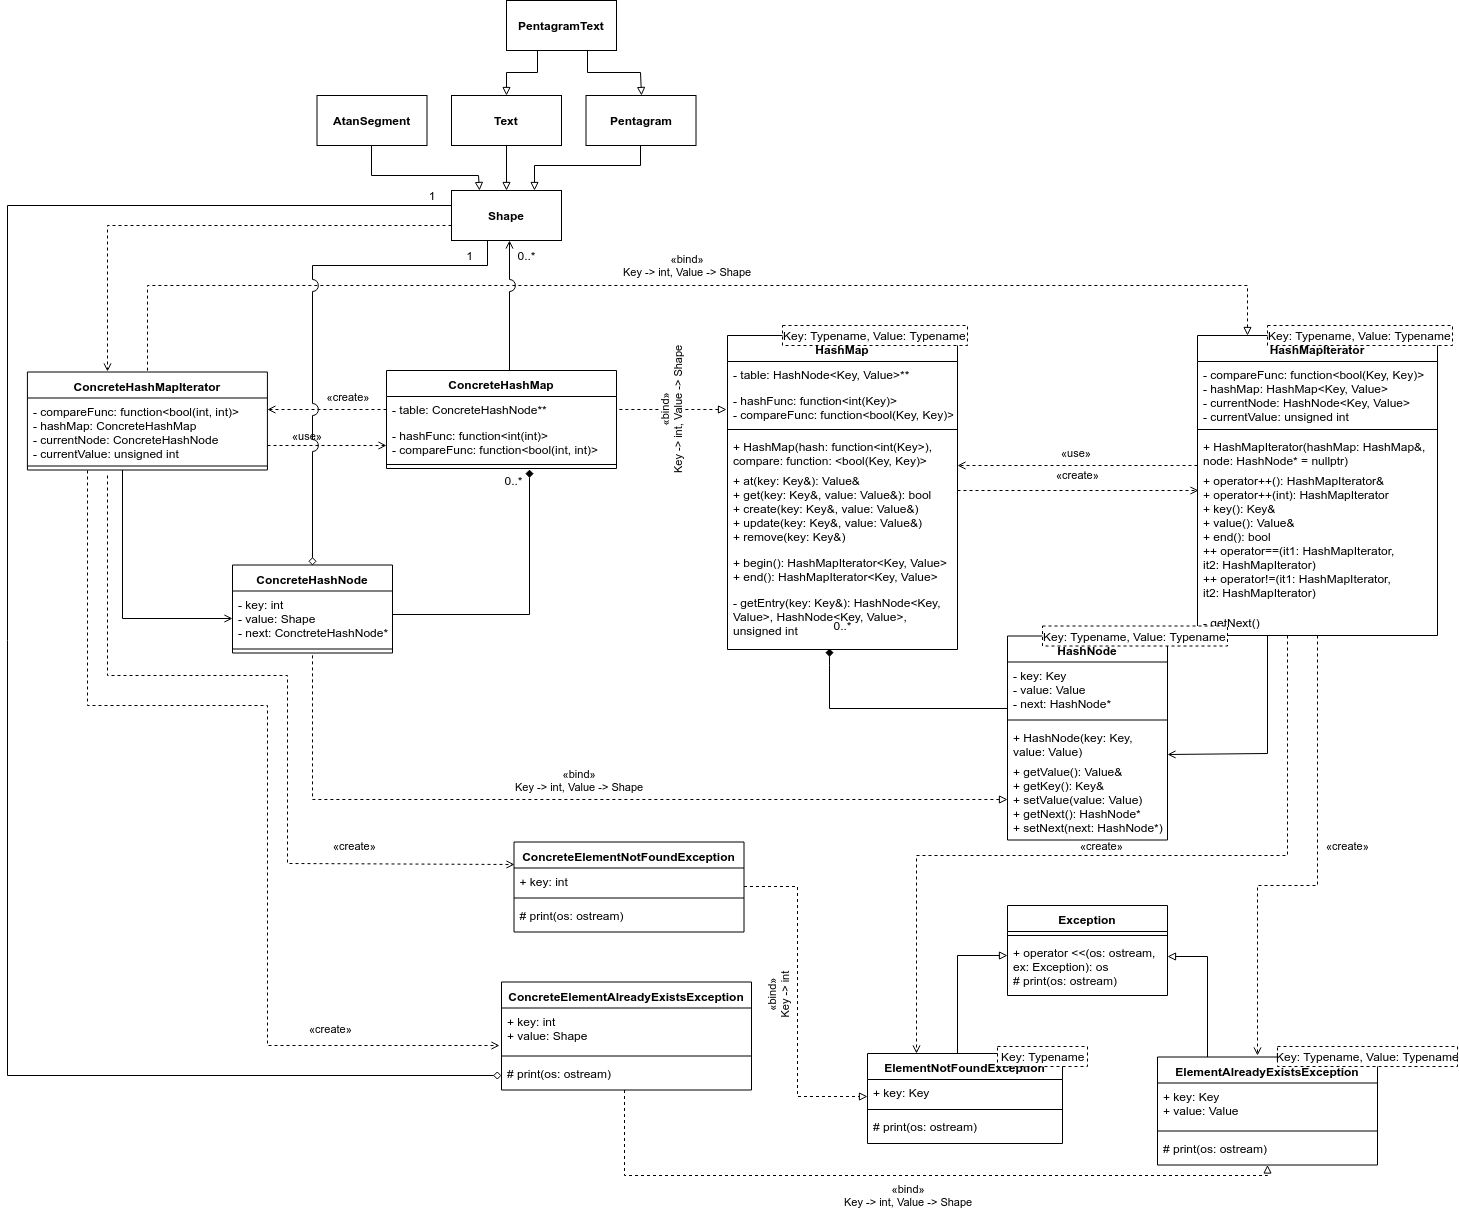 PentagramText
AtanSegment
Text
Pentagram
1
Shape
1
0..*
«bind»
Key -> int, Value -> Shape
ConcreteHashMapIterator
- compareFunc: function<bool(int, int)>
- hashMap: ConcreteHashMap
- currentNode: ConcreteHashNode
- currentValue: unsigned int
«create»
«use»
ConcreteHashMap
- table: ConcreteHashNode**
- hashFunc: function<int(int)>
- compareFunc: function<bool(int, int)>
0..*
«bind»
Key -> int, Value -> Shape
Key: Typename, Value: Typename
HashMap
- table: HashNode<Key, Value>**
- hashFunc: function<int(Key)>
- compareFunc: function<bool(Key, Key)>
+ HashMap(hash: function<int(Key>),
compare: function: <bool(Key, Key)>
+ at(key: Key&): Value&
+ get(key: Key&, value: Value&): bool
+ create(key: Key&, value: Value&)
+ update(key: Key&, value: Value&)
+ remove(key: Key&)
+ begin(): HashMapIterator<Key, Value>
+ end(): HashMapIterator<Key, Value>
- getEntry(key: Key&): HashNode<Key,
Value>, HashNode<Key, Value>,
unsigned int
0..*
«use»
«create»
Key: Typename, Value: Typename
HashMapIterator
- compareFunc: function<bool(Key, Key)>
- hashMap: HashMap<Key, Value>
- currentNode: HashNode<Key, Value>
- currentValue: unsigned int
+ HashMapIterator(hashMap: HashMap&,
node: HashNode* = nullptr)
+ operator++(): HashMapIterator&
+ operator++(int): HashMapIterator
+ key(): Key&
+ value(): Value&
+ end(): bool
++ operator==(it1: HashMapIterator,
it2: HashMapIterator)
++ operator!=(it1: HashMapIterator,
it2: HashMapIterator)
- getNext()
ConcreteHashNode
- key: int
- value: Shape
- next: ConctreteHashNode*
Key: Typename, Value: Typename
HashNode
- key: Key
- value: Value
- next: HashNode*
+ HashNode(key: Key,
value: Value)
+ getValue(): Value&
+ getKey(): Key&
+ setValue(value: Value)
+ getNext(): HashNode*
+ setNext(next: HashNode*)
«bind»
Key -> int, Value -> Shape
«create»
«create»
«create»
ConcreteElementNotFoundException
+ key: int
# print(os: ostream)
Exception
+ operator <<(os: ostream,
ex: Exception): os
# print(os: ostream)
«bind»
Key -> int
ConcreteElementAlreadyExistsException
+ key: int
+ value: Shape
# print(os: ostream)
«create»
Key: Typename
ElementNotFoundException
+ key: Key
# print(os: ostream)
Key: Typename, Value: Typename
ElementAlreadyExistsException
+ key: Key
+ value: Value
# print(os: ostream)
«bind»
Key -> int, Value -> Shape